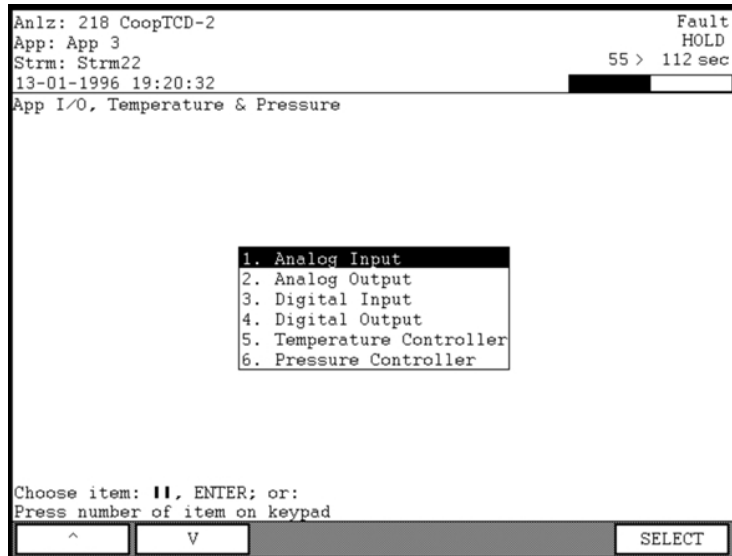 Anlz: 218 CoopTCD-2 Fault
App: App 3 HOLD
Strm: Strm22 55 > 112 sec
13-01-1996 19:20:32
App I/O, Temperature & Pressure
1. Analog Input
2. Analog Output
3. Digital Input
4. Digital Output
5. Temperature Controller
6. Pressure Controller
Choose item: , ENTER; or:
Press number of item on keypad
^ V SELECT